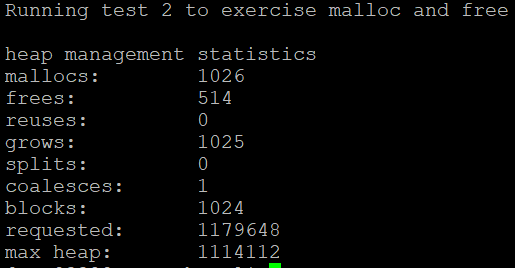 Running test 2 to exercise malloc and free
heap management statistics
mallocs: 1026
frees: 514
reuses: 0
grows: 1025
splits: 0
coalesces: 1
blocks: 1024
requested: 1179648
max heap: 1114112